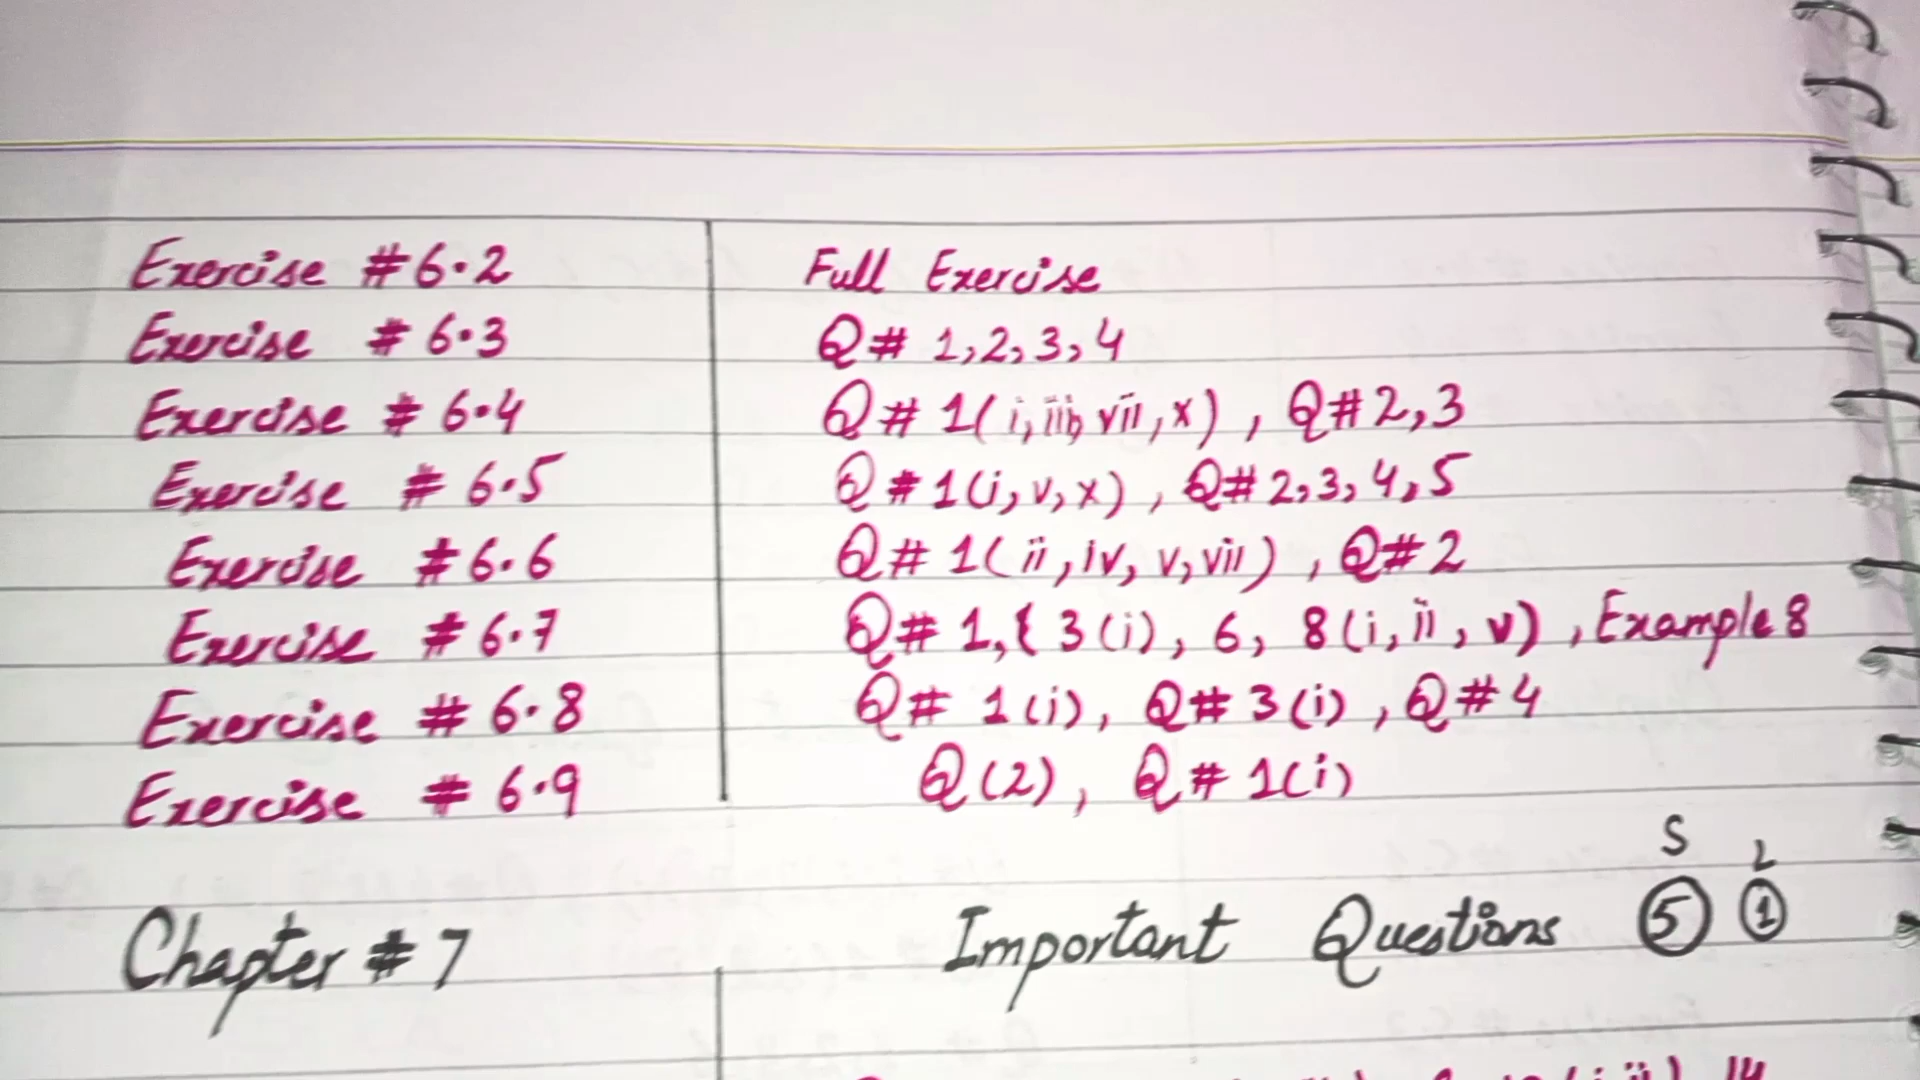 Exercise #6.2 Full Exercise
Exercise # 6.3 Q# 1,2,3,4
Exercise # 6.4 Q# 1(i,iii, vii,x), Q#2,3
Exercise # 6.5 Q#1(i,v,x), Q#2,3,4,5
Exercise #6.6 Q# 1(ii,iv,v,vii), Q#2
Exercise #6.7 Q# 1,{ 3(i), 6, 8(i,ii,v), Example 8
Exercise # 6.8 Q# 1(i), Q# 3(i), Q#4
Exercise # 6.9 Q(2), Q# 1(i)
S L
Chapter # 7 Important Questions 5 1
14